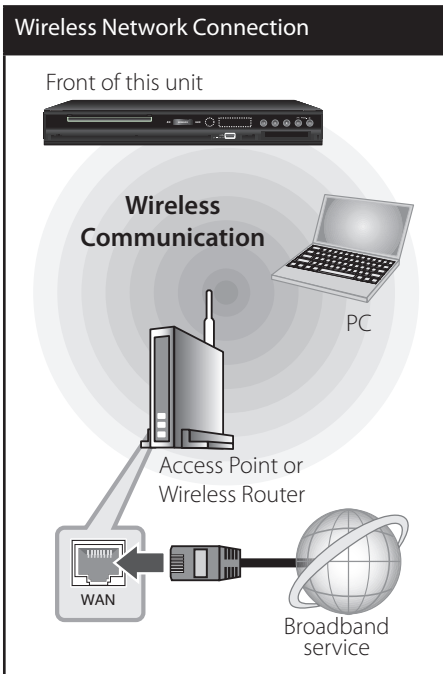 Wireless Network Connection
Front of this unit
Wireless
Communication
PC
Access Point or
Wireless Router
WAN
Broadband
service